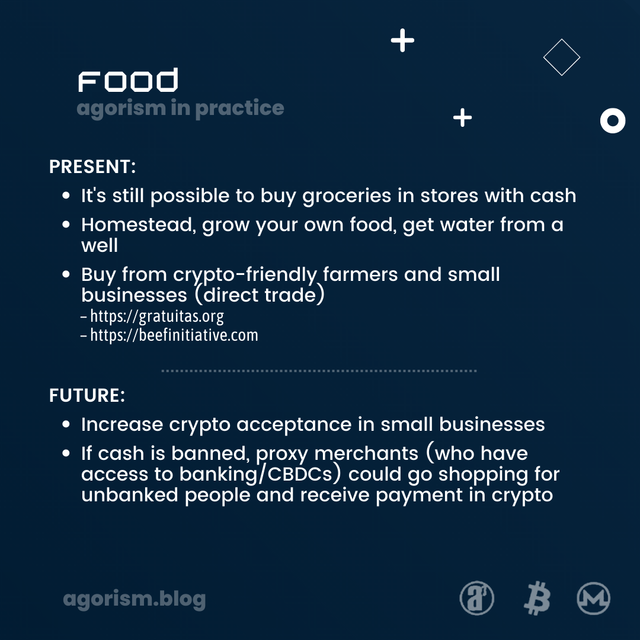 Food
agorism in practice
PRESENT:
• It's still possible to buy groceries in stores with cash
• Homestead, grow your own food, get water from a
well
• Buy from crypto-friendly farmers and small
businesses (direct trade)
– https://gratuitas.org
– https://beefinitiative.com
FUTURE:
• Increase crypto acceptance in small businesses
• If cash is banned, proxy merchants (who have
access to banking/CBDCs) could go shopping for
unbanked people and receive payment in crypto
agorism.blog